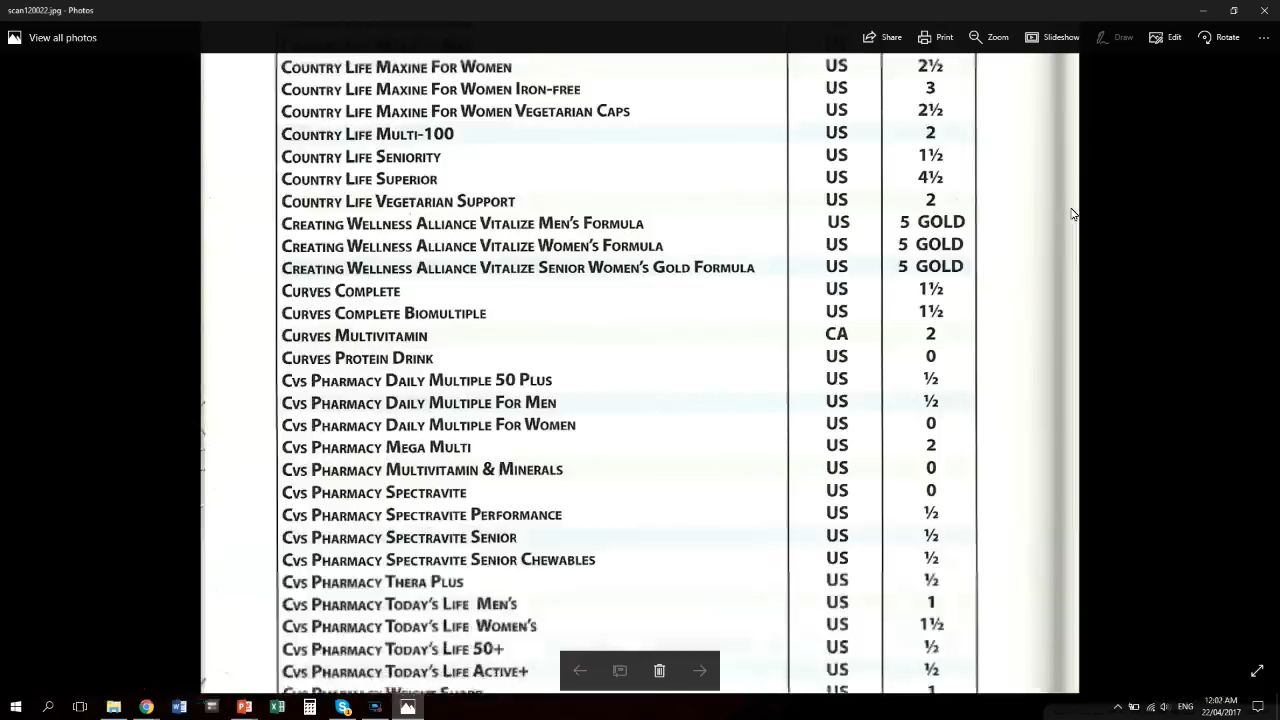 scan120022.jpg - Photos
View all photos
Share Print Zoom Slideshow Draw Edit Rotate
COUNTRY LIFE MAXINE FOR WOMEN US 2½
COUNTRY LIFE MAXINE FOR WOMEN IRON-FREE US 3
COUNTRY LIFE MAXINE FOR WOMEN VEGETARIAN CAPS US 2½
COUNTRY LIFE MULTI-100 US 2
COUNTRY LIFE SENIORITY US 1½
COUNTRY LIFE SUPERIOR US 4½
COUNTRY LIFE VEGETARIAN SUPPORT US 2
CREATING WELLNESS ALLIANCE VITALIZE MEN'S FORMULA US 5 GOLD
CREATING WELLNESS ALLIANCE VITALIZE WOMEN'S FORMULA US 5 GOLD
CREATING WELLNESS ALLIANCE VITALIZE SENIOR WOMEN'S GOLD FORMULA US 5 GOLD
CURVES COMPLETE US 1½
CURVES COMPLETE BIOMULTIPLE US 1½
CURVES MULTIVITAMIN CA 2
CURVES PROTEIN DRINK US 0
CVS PHARMACY DAILY MULTIPLE 50 PLUS US ½
CVS PHARMACY DAILY MULTIPLE FOR MEN US ½
CVS PHARMACY DAILY MULTIPLE FOR WOMEN US 0
CVS PHARMACY MEGA MULTI US 2
CVS PHARMACY MULTIVITAMIN & MINERALS US 0
CVS PHARMACY SPECTRAVITE US 0
CVS PHARMACY SPECTRAVITE PERFORMANCE US ½
CVS PHARMACY SPECTRAVITE SENIOR US ½
CVS PHARMACY SPECTRAVITE SENIOR CHEWABLES US ½
CVS PHARMACY THERA PLUS US ½
CVS PHARMACY TODAY'S LIFE MEN'S US 1
CVS PHARMACY TODAY'S LIFE WOMEN'S US 1½
CVS PHARMACY TODAY'S LIFE 50+ US ½
CVS PHARMACY TODAY'S LIFE ACTIVE+ US ½
CVS PHARMACY US 1
ENG 12:02 AM
22/04/2017